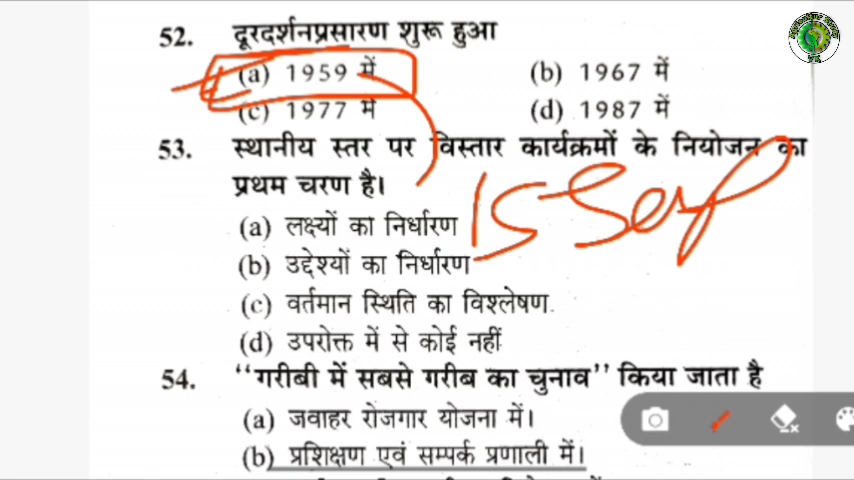 52. दूरदर्शनप्रसारण शुरू हुआ
(a) 1959 में (b) 1967 में
(c) 1977 में (d) 1987 में
53. स्थानीय स्तर पर विस्तार कार्यक्रमों के नियोजन का
प्रथम चरण है।
15 Sep
(a) लक्ष्यों का निर्धारण
(b) उद्देश्यों का निर्धारण
(c) वर्तमान स्थिति का विश्लेषण
(d) उपरोक्त में से कोई नहीं
54. ‘‘गरीबी में सबसे गरीब का चुनाव’’ किया जाता है
(a) जवाहर रोजगार योजना में।
(b) प्रशिक्षण एवं सम्पर्क प्रणाली में।